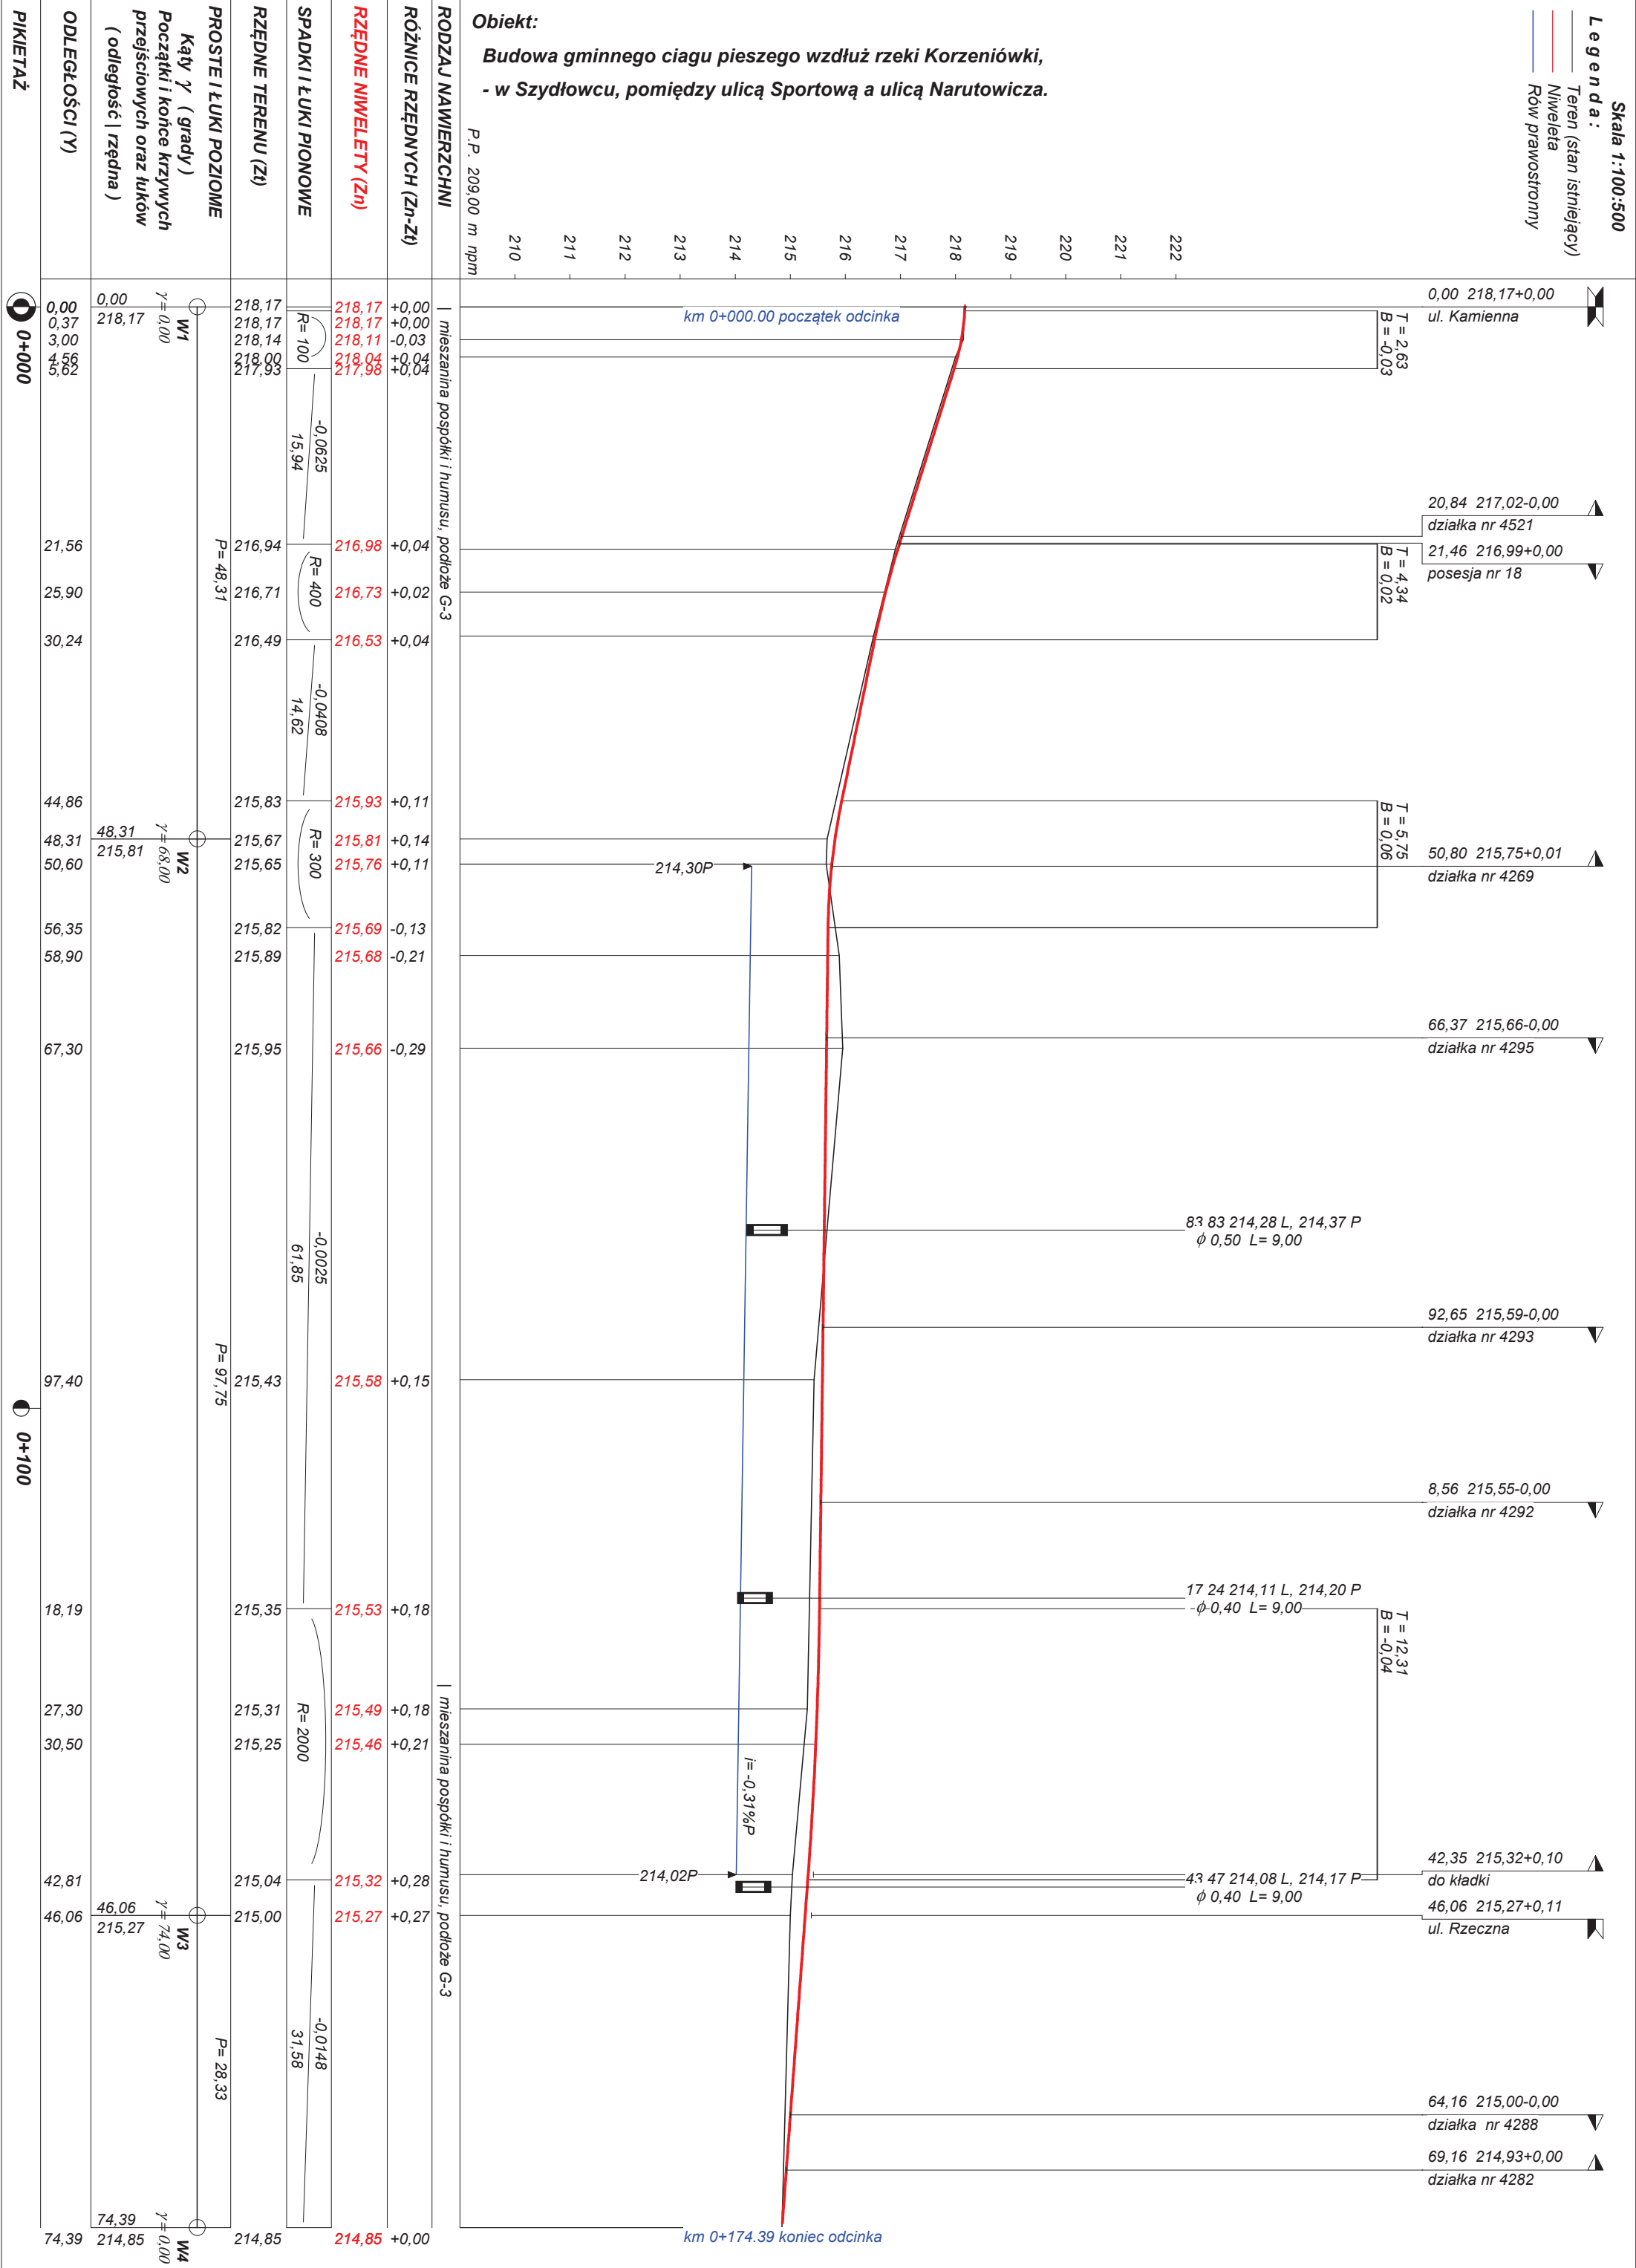 Skala 1:100:500
L e g e n d a :
Teren (stan istniejący)
Niweleta
Rów prawostronny
Obiekt:
Budowa gminnego ciagu pieszego wzdłuż rzeki Korzeniówki,
- w Szydłowcu, pomiędzy ulicą Sportową a ulicą Narutowicza.
222
221
220
219
218
217
216
215
214
213
212
211
210
P.P. 209,00 m npm
0,00 218,17+0,00
ul. Kamienna
20,84 217,02-0,00
działka nr 4521
21,46 216,99+0,00
posesja nr 18
50,80 215,75+0,01
działka nr 4269
66,37 215,66-0,00
działka nr 4295
92,65 215,59-0,00
działka nr 4293
8,56 215,55-0,00
działka nr 4292
42,35 215,32+0,10
do kładki
46,06 215,27+0,11
ul. Rzeczna
64,16 215,00-0,00
działka nr 4288
69,16 214,93+0,00
działka nr 4282
T = 2,63
B = -0,03
T = 4,34
B = 0,02
T = 5,75
B = 0,06
T = 12,31
B = -0,04
83 83 214,28 L, 214,37 P
ϕ 0,50 L= 9,00
17 24 214,11 L, 214,20 P
ϕ 0,40 L= 9,00
43 47 214,08 L, 214,17 P
ϕ 0,40 L= 9,00
km 0+000.00 początek odcinka
214,30P
i= -0,31%P
214,02P
km 0+174.39 koniec odcinka
RODZAJ NAWIERZCHNI
| mieszanina pospółki i humusu, podłoże G-3
| mieszanina pospółki i humusu, podłoże G-3
RÓŻNICE RZĘDNYCH (Zn-Zt)
+0,00
+0,00
-0,03
+0,04
+0,04
+0,04
+0,02
+0,04
+0,11
+0,14
+0,11
-0,13
-0,21
-0,29
+0,15
+0,18
+0,18
+0,21
+0,28
+0,27
+0,00
RZĘDNE NIWELETY (Zn)
218,17
218,17
218,11
218,04
217,98
216,98
216,73
216,53
215,93
215,81
215,76
215,69
215,68
215,66
215,58
215,53
215,49
215,46
215,32
215,27
214,85
SPADKI I ŁUKI PIONOWE
R= 100
-0,0625
15,94
R= 400
-0,0408
14,62
R= 300
-0,0025
61,85
R= 2000
-0,0148
31,58
RZĘDNE TERENU (Zt)
218,17
218,17
218,14
218,00
217,93
216,94
216,71
216,49
215,83
215,67
215,65
215,82
215,89
215,95
215,43
215,35
215,31
215,25
215,04
215,00
214,85
PROSTE I ŁUKI POZIOME
P= 48,31
P= 97,75
P= 28,33
Kąty γ ( grady )
Początki i końce krzywych
przejściowych oraz łuków
( odległość | rzędna )
W1
γ= 0,00
0,00
218,17
W2
γ= 68,00
48,31
215,81
W3
γ= 74,00
46,06
215,27
W4
γ= 0,00
74,39
214,85
ODLEGŁOŚCI (Y)
0,00
0,37
3,00
4,56
5,62
21,56
25,90
30,24
44,86
48,31
50,60
56,35
58,90
67,30
97,40
18,19
27,30
30,50
42,81
46,06
74,39
PIKIETAŻ
0+000
0+100